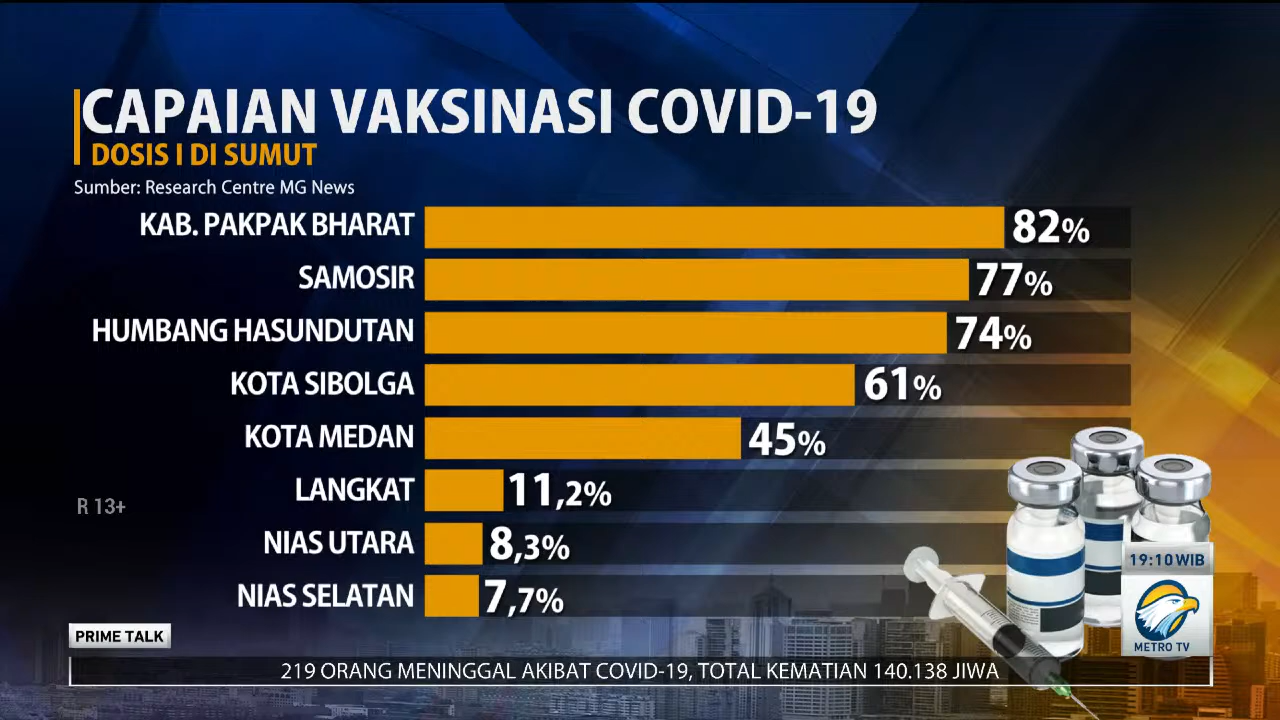 CAPAIAN VAKSINASI COVID-19
DOSIS I DI SUMUT
Sumber: Research Centre MG News
KAB. PAKPAK BHARAT 82%
SAMOSIR 77%
HUMBANG HASUNDUTAN 74%
KOTA SIBOLGA 61%
KOTA MEDAN 45%
LANGKAT 11,2%
R 13+
NIAS UTARA 8,3%
NIAS SELATAN 7,7%
19:10 WIB
METRO TV
PRIME TALK
219 ORANG MENINGGAL AKIBAT COVID-19, TOTAL KEMATIAN 140.138 JIWA